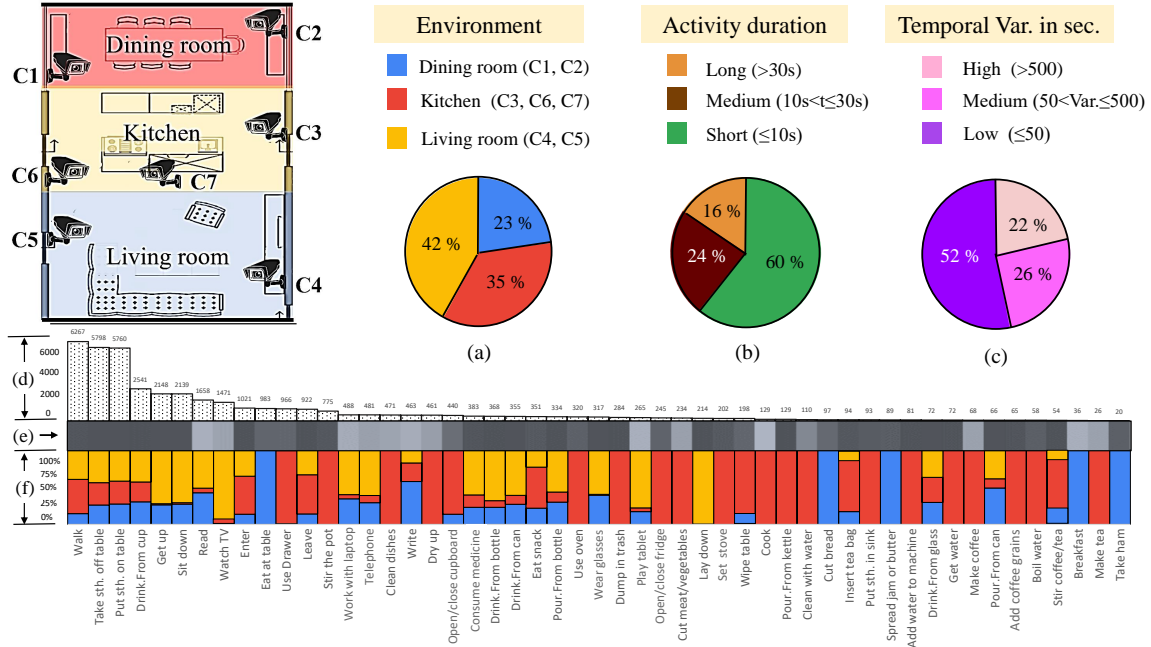 Dining room
C1
C2
Kitchen
C3
C6
C7
C5
Living room
C4
Environment
Dining room (C1, C2)
Kitchen (C3, C6, C7)
Living room (C4, C5)
23 %
35 %
42 %
(a)
Activity duration
Long (>30s)
Medium (10s<t≤30s)
Short (≤10s)
16 %
24 %
60 %
(b)
Temporal Var. in sec.
High (>500)
Medium (50<Var.≤500)
Low (≤50)
22 %
52 %
26 %
(c)
(d)
6000
4000
2000
0
6267 5798 5760 2541 2148 2139 1658 1471 1021 983 966 922 775 488 481 471 463 461 440 383 368 355 351 334 320 317 284 265 245 234 214 202 198 129 129 110 97 94 93 89 81 72 72 68 66 65 58 54 36 26 20
(e)
(f)
100%
75%
50%
25%
0%
Walk
Take sth. off table
Put sth. on table
Drink.From cup
Get up
Sit down
Read
Watch TV
Enter
Eat at table
Use Drawer
Leave
Stir the pot
Work with laptop
Telephone
Clean dishes
Write
Dry up
Open/close cupboard
Consume medicine
Drink.From bottle
Drink.From can
Eat snack
Pour.From bottle
Use oven
Wear glasses
Dump in trash
Play tablet
Open/close fridge
Cut meat/vegetables
Lay down
Set stove
Wipe table
Cook
Pour.From kettle
Clean with water
Cut bread
Insert tea bag
Put sth. in sink
Spread jam or butter
Add water to machine
Drink.From glass
Get water
Make coffee
Pour.From can
Add coffee grains
Boil water
Stir coffee/tea
Breakfast
Make tea
Take ham